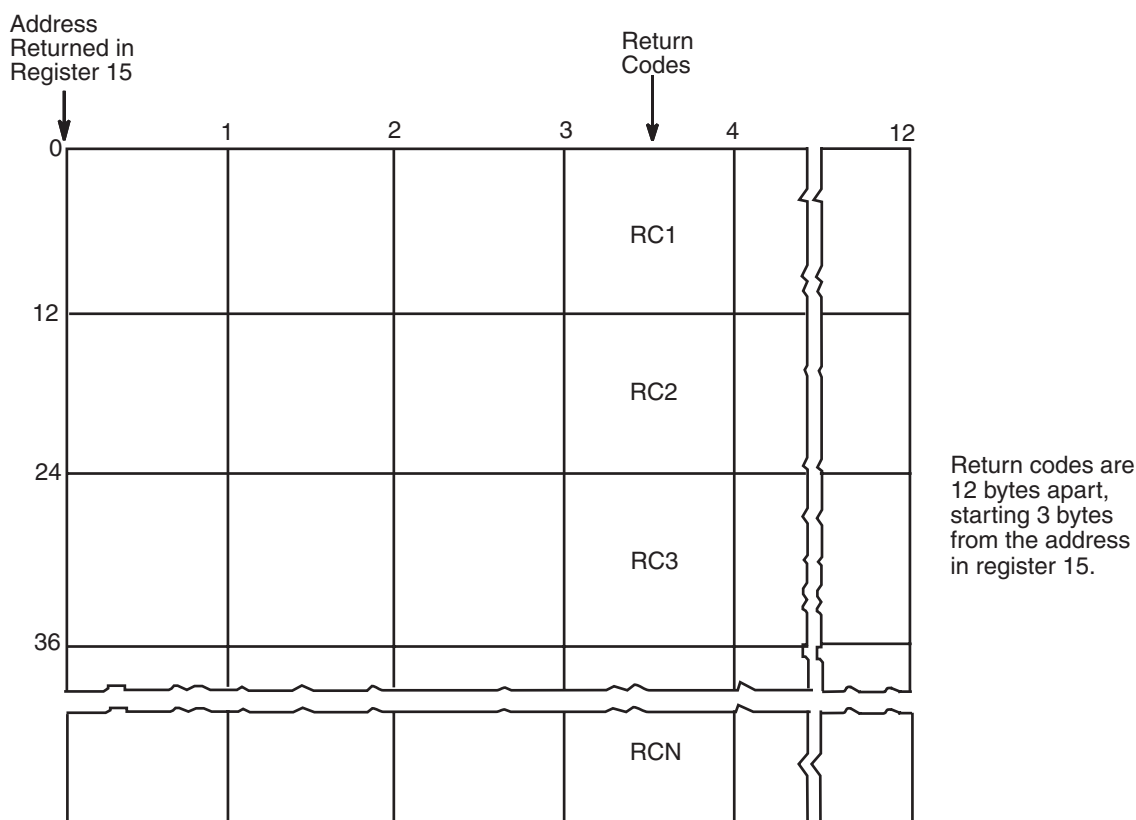 Address
Returned in
Register 15
Return
Codes
0 1 2 3 4 12
RC1
12
RC2
24
Return codes are
12 bytes apart,
starting 3 bytes
from the address
in register 15.
RC3
36
RCN